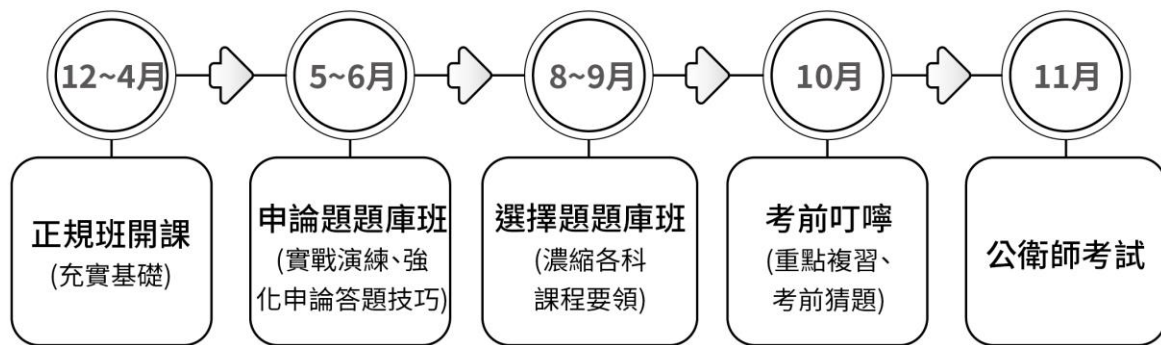 12~4月
5~6月
8~9月
10月
11月
正規班開課
(充實基礎)
申論題題庫班
(實戰演練、強
化申論答題技巧)
選擇題題庫班
(濃縮各科
課程要領)
考前叮嚀
(重點複習、
考前猜題)
公衛師考試